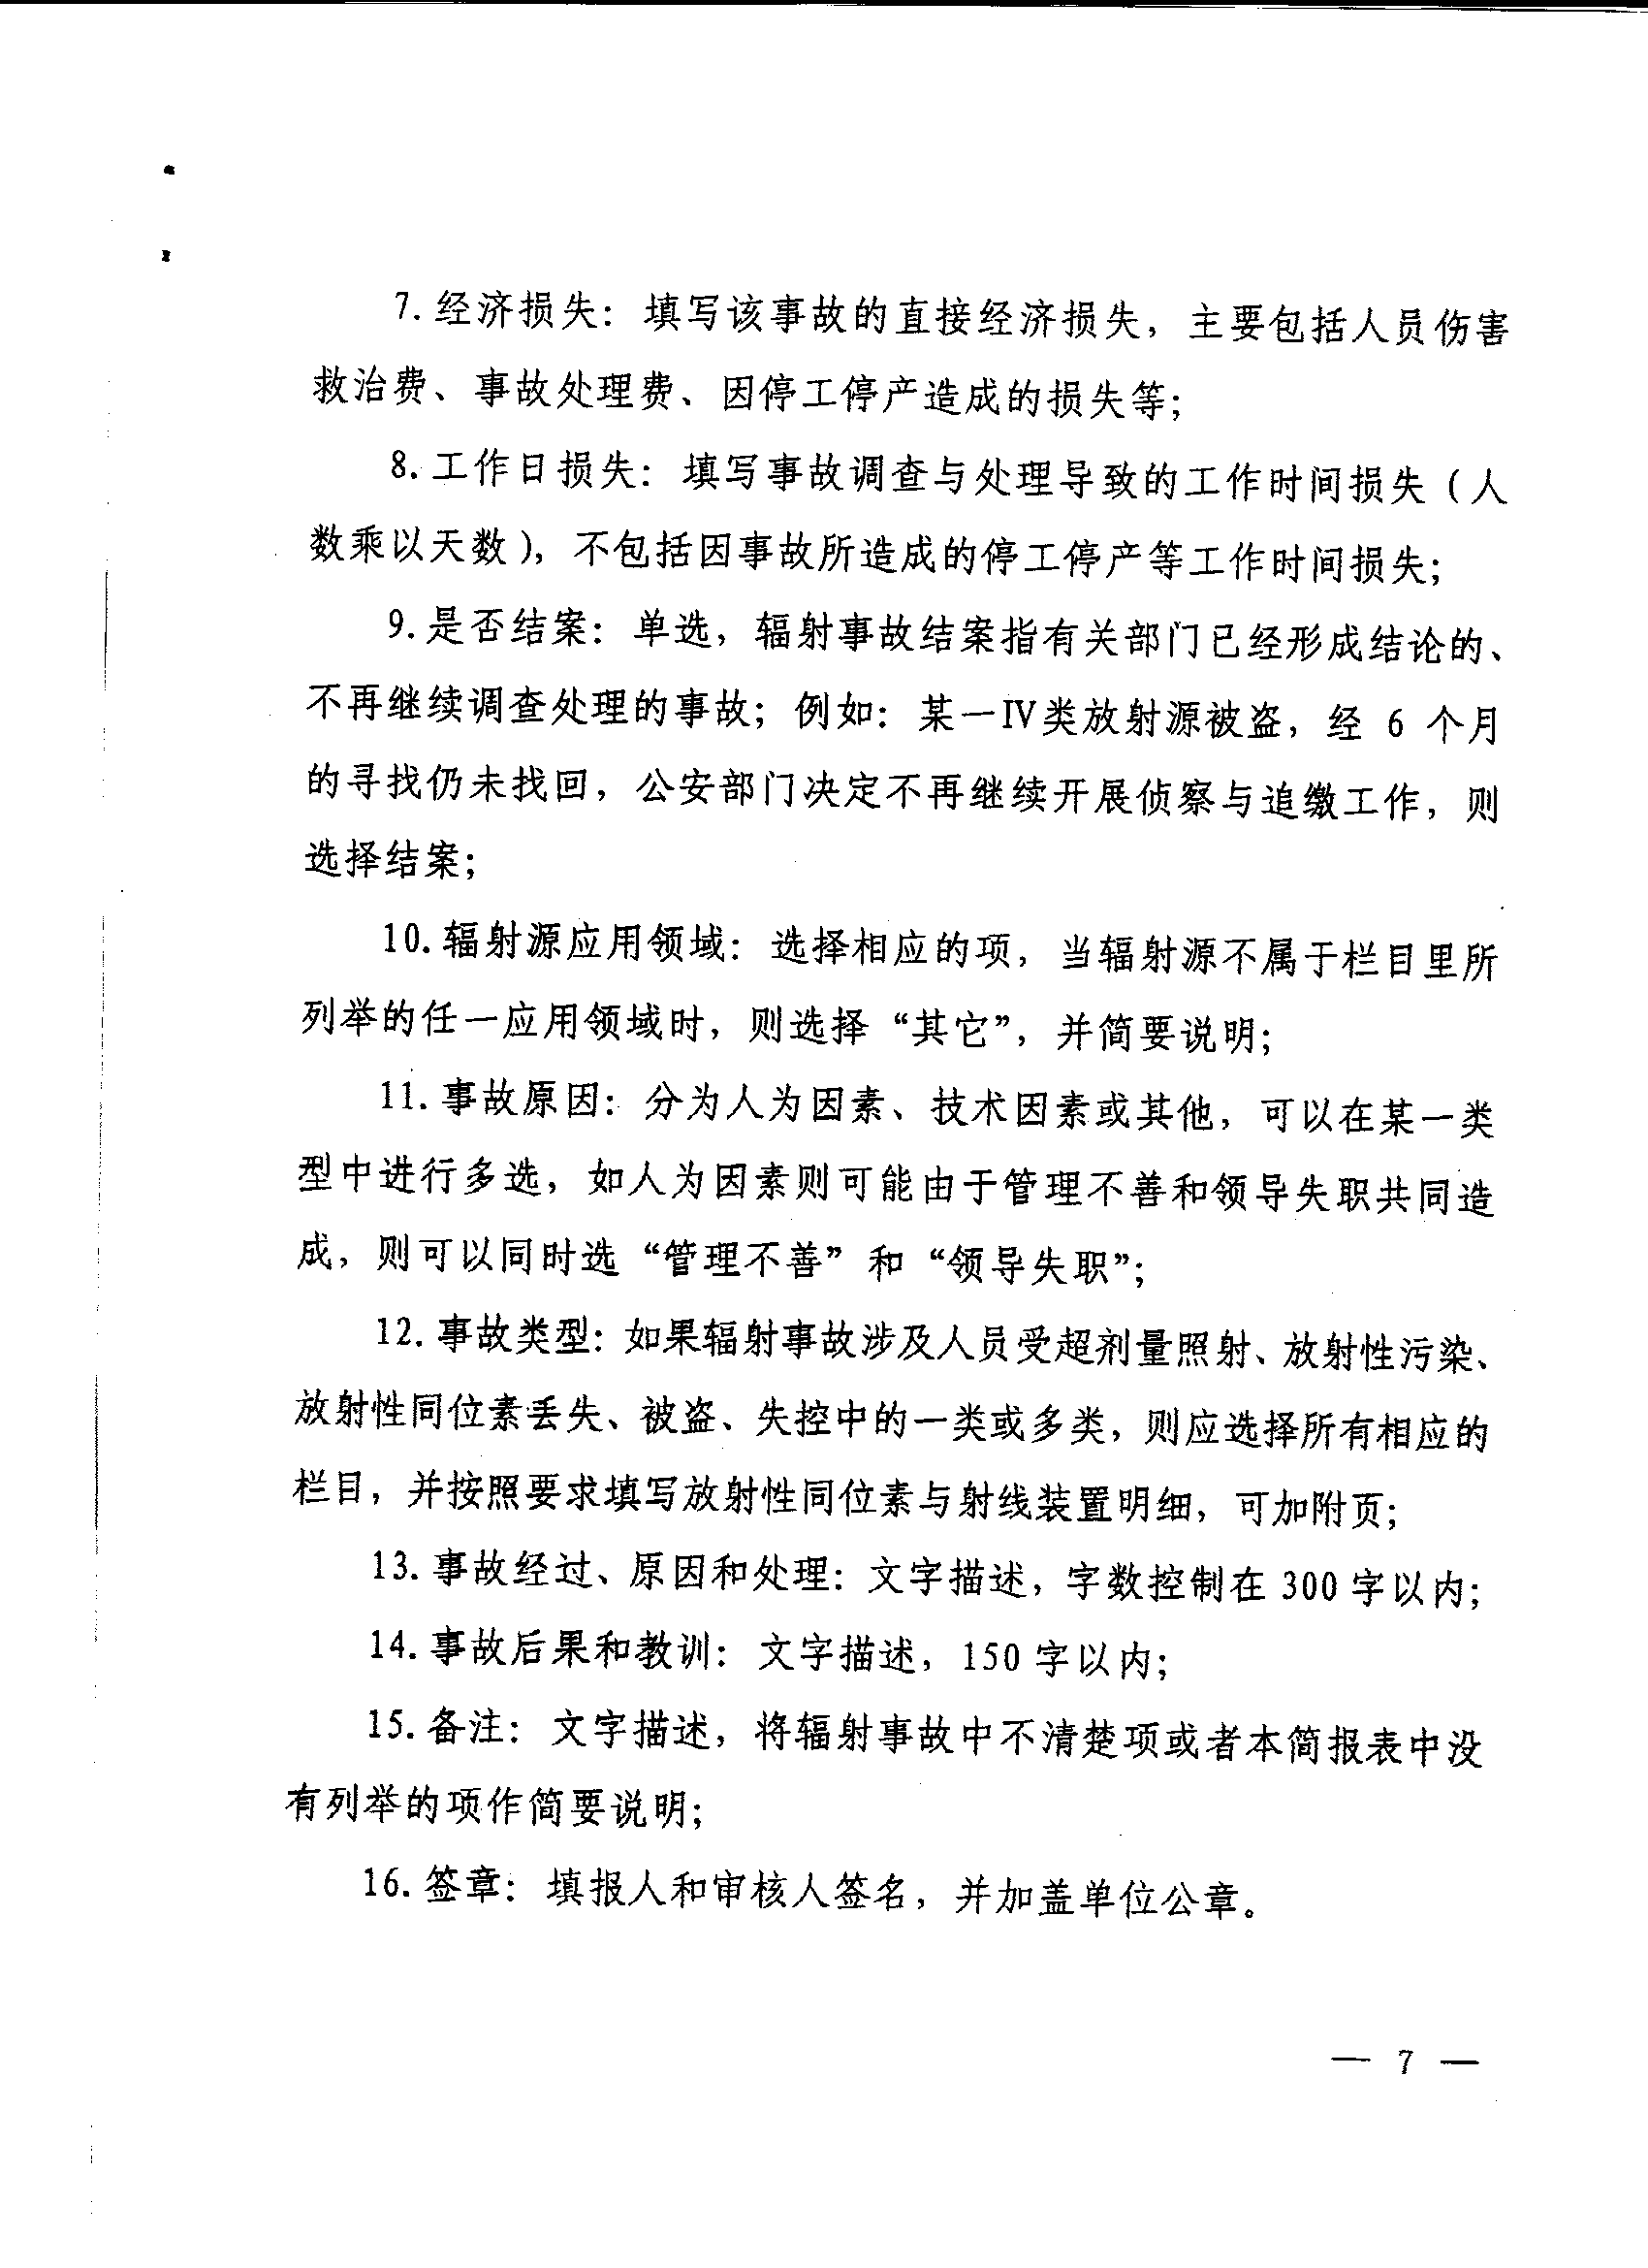 7.经济损失：填写该事故的直接经济损失，主要包括人员伤害
救治费、事故处理费、因停工停产造成的损失等；
8.工作日损失：填写事故调查与处理导致的工作时间损失（人
数乘以天数），不包括因事故所造成的停工停产等工作时间损失；
9.是否结案：单选，辐射事故结案指有关部门已经形成结论的、
不再继续调查处理的事故；例如：某一Ⅳ类放射源被盗，经 6 个月
的寻找仍未找回，公安部门决定不再继续开展侦察与追缴工作，则
选择结案；
10.辐射源应用领域：选择相应的项，当辐射源不属于栏目里所
列举的任一应用领域时，则选择“其它”，并简要说明；
11.事故原因：分为人为因素、技术因素或其他，可以在某一类
型中进行多选，如人为因素则可能由于管理不善和领导失职共同造
成，则可以同时选“管理不善”和“领导失职”；
12.事故类型：如果辐射事故涉及人员受超剂量照射、放射性污染、
放射性同位素丢失、被盗、失控中的一类或多类，则应选择所有相应的
栏目，并按照要求填写放射性同位素与射线装置明细，可加附页；
13.事故经过、原因和处理：文字描述，字数控制在 300 字以内；
14.事故后果和教训：文字描述，150 字以内；
15.备注：文字描述，将辐射事故中不清楚项或者本简报表中没
有列举的项作简要说明；
16.签章：填报人和审核人签名，并加盖单位公章。
— 7 —